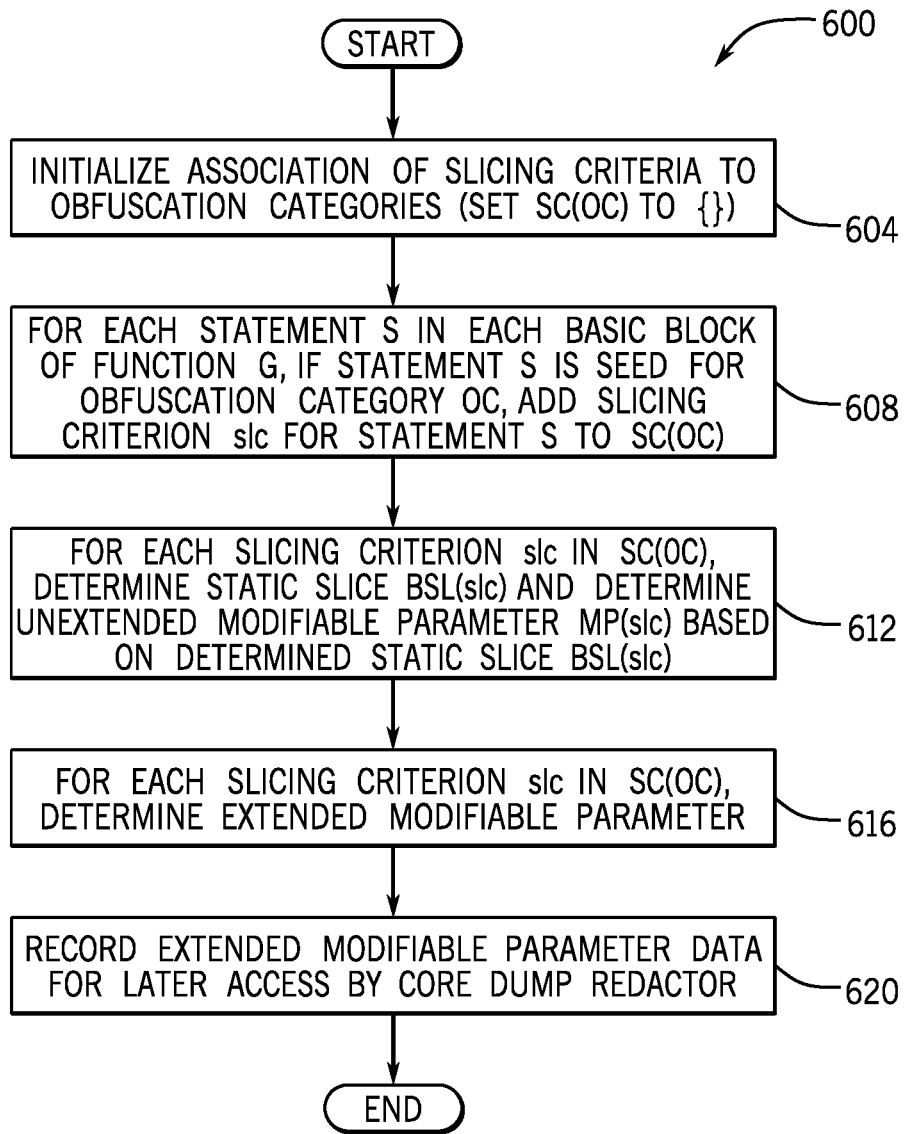 START
600
INITIALIZE ASSOCIATION OF SLICING CRITERIA TO
OBFUSCATION CATEGORIES (SET SC(OC) TO {})
604
FOR EACH STATEMENT S IN EACH BASIC BLOCK
OF FUNCTION G, IF STATEMENT S IS SEED FOR
OBFUSCATION CATEGORY OC, ADD SLICING
CRITERION slc FOR STATEMENT S TO SC(OC)
608
FOR EACH SLICING CRITERION slc IN SC(OC),
DETERMINE STATIC SLICE BSL(slc) AND DETERMINE
UNEXTENDED MODIFIABLE PARAMETER MP(slc) BASED
ON DETERMINED STATIC SLICE BSL(slc)
612
FOR EACH SLICING CRITERION slc IN SC(OC),
DETERMINE EXTENDED MODIFIABLE PARAMETER
616
RECORD EXTENDED MODIFIABLE PARAMETER DATA
FOR LATER ACCESS BY CORE DUMP REDACTOR
620
END